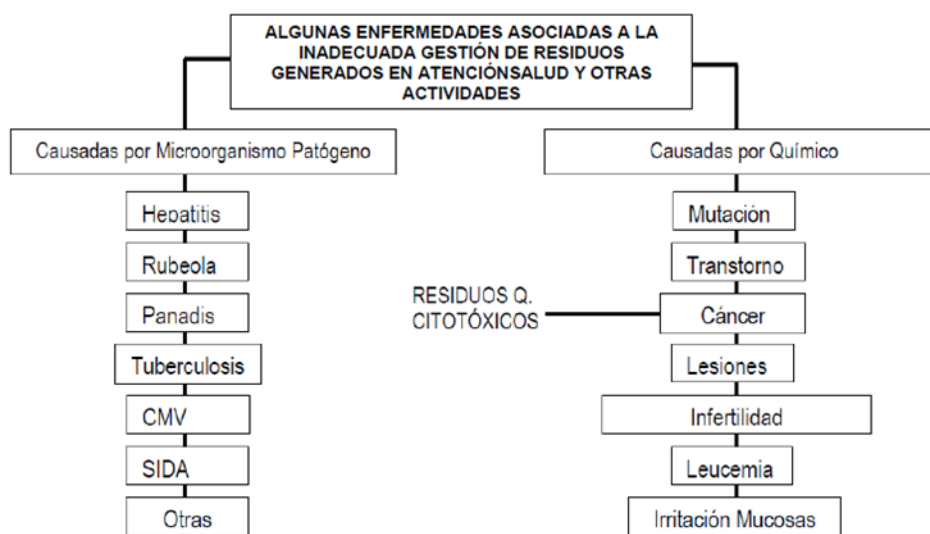 ALGUNAS ENFERMEDADES ASOCIADAS A LA
INADECUADA GESTIÓN DE RESIDUOS
GENERADOS EN ATENCIÓNSALUD Y OTRAS
ACTIVIDADES
Causadas por Microorganismo Patógeno
Hepatitis
Rubeola
Panadis
Tuberculosis
CMV
SIDA
Otras
Causadas por Químico
Mutación
Transtorno
RESIDUOS Q.
CITOTÓXICOS
Cáncer
Lesiones
Infertilidad
Leucemia
Irritación Mucosas